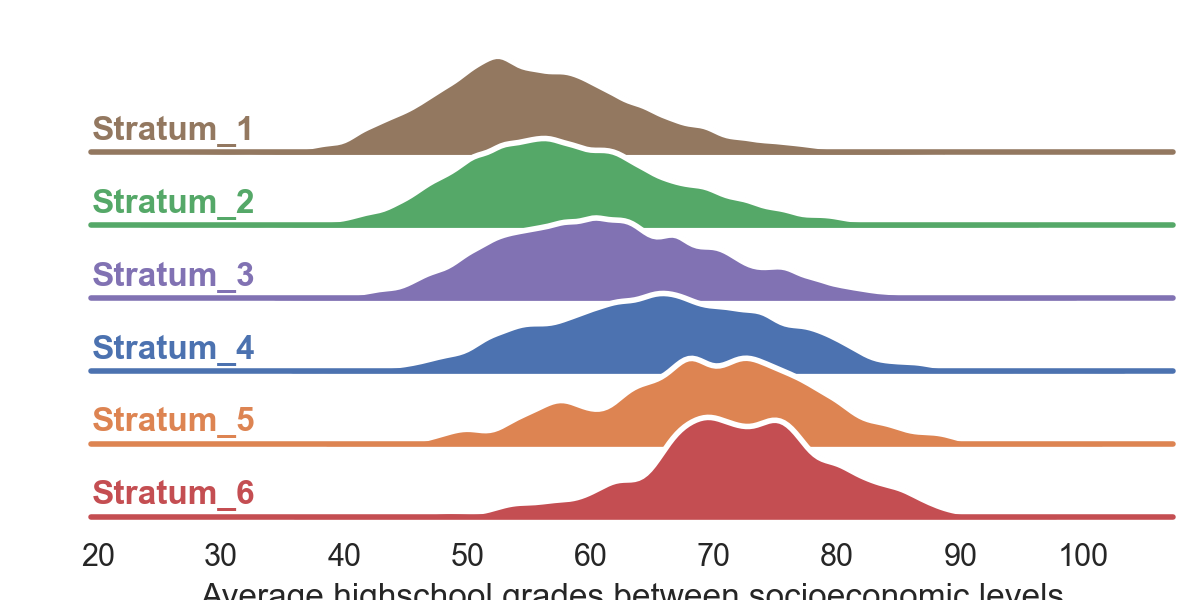 Stratum_1
Stratum_2
Stratum_3
Stratum_4
Stratum_5
Stratum_6
20 30 40 50 60 70 80 90 100
Average highschool grades between socioeconomic levels